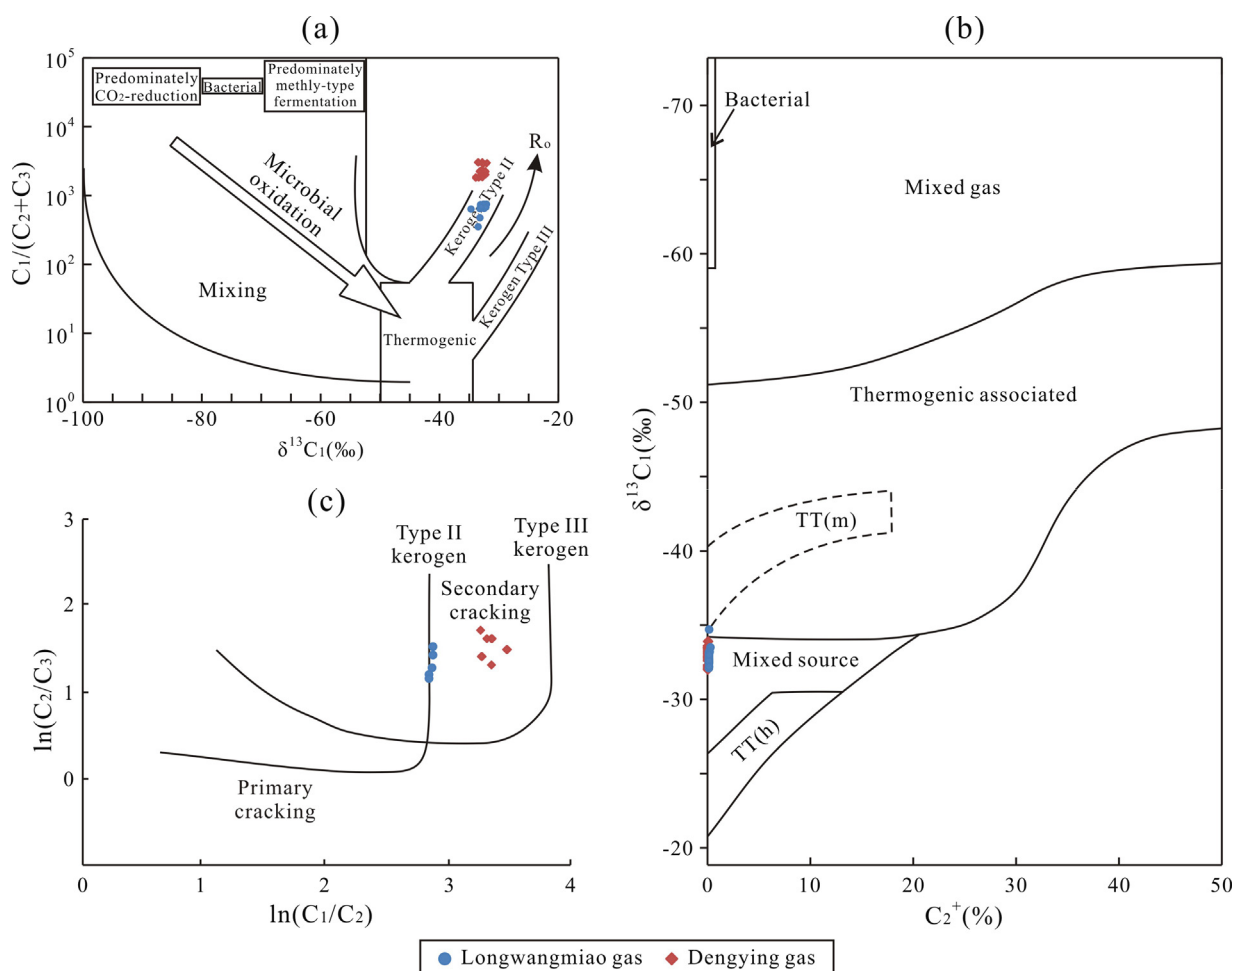 (a)
10⁵
10⁴
10³
10²
10¹
10⁰
C₁/(C₂+C₃)
Predominately
CO₂-reduction
Bacterial
Predominately
methly-type
fermentation
Microbial
oxidation
Mixing
Thermogenic
Kerogen Type II
Kerogen Type III
Rₒ
-100
-80
-60
-40
-20
δ¹³C₁(‰)
(b)
-70
-60
-50
-40
-30
-20
δ¹³C₁(‰)
Bacterial
Mixed gas
Thermogenic associated
TT(m)
Mixed source
TT(h)
0
10
20
30
40
50
C₂⁺(%)
(c)
3
2
1
0
ln(C₂/C₃)
Type II
kerogen
Type III
kerogen
Secondary
cracking
Primary
cracking
0
1
2
3
4
ln(C₁/C₂)
Longwangmiao gas
Dengying gas